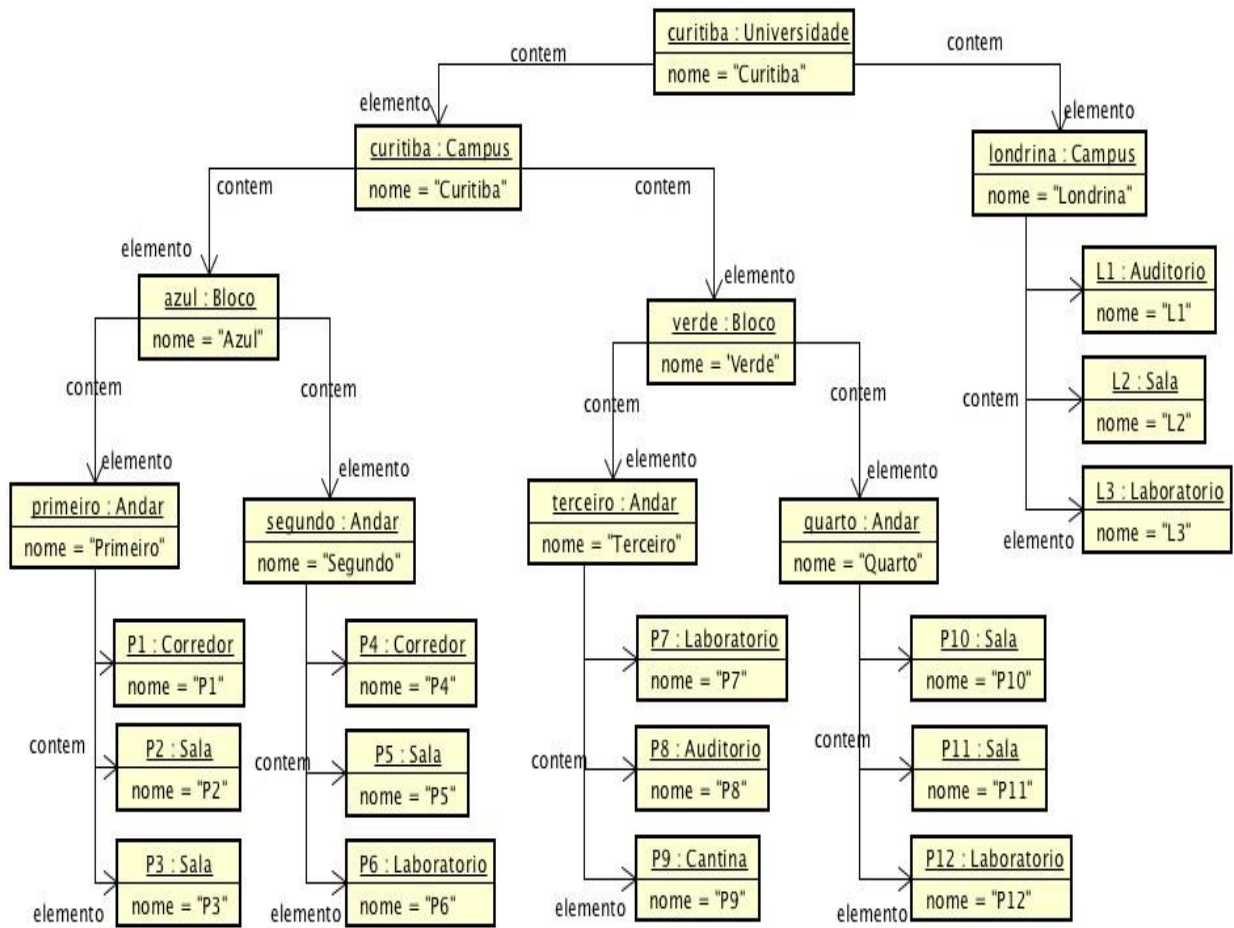 curitiba : Universidade
nome = "Curitiba"
contem
contem
elemento
elemento
curitiba : Campus
nome = "Curitiba"
londrina : Campus
nome = "Londrina"
contem
contem
elemento
elemento
azul : Bloco
nome = "Azul"
verde : Bloco
nome = 'Verde"
L1 : Auditorio
nome = "L1"
L2 : Sala
nome = "L2"
contem
L3 : Laboratorio
nome = "L3"
elemento
contem
contem
contem
contem
elemento
elemento
elemento
elemento
primeiro : Andar
nome = "Primeiro"
segundo : Andar
nome = "Segundo"
terceiro : Andar
nome = "Terceiro"
quarto : Andar
nome = "Quarto"
P1 : Corredor
nome = "P1"
P2 : Sala
nome = "P2"
contem
P3 : Sala
nome = "P3"
elemento
P4 : Corredor
nome = "P4"
P5 : Sala
nome = "P5"
contem
P6 : Laboratorio
nome = "P6"
elemento
P7 : Laboratorio
nome = "P7"
P8 : Auditorio
nome = "P8"
contem
P9 : Cantina
nome = "P9"
elemento
P10 : Sala
nome = "P10"
contem
P11 : Sala
nome = "P11"
P12 : Laboratorio
nome = "P12"
elemento